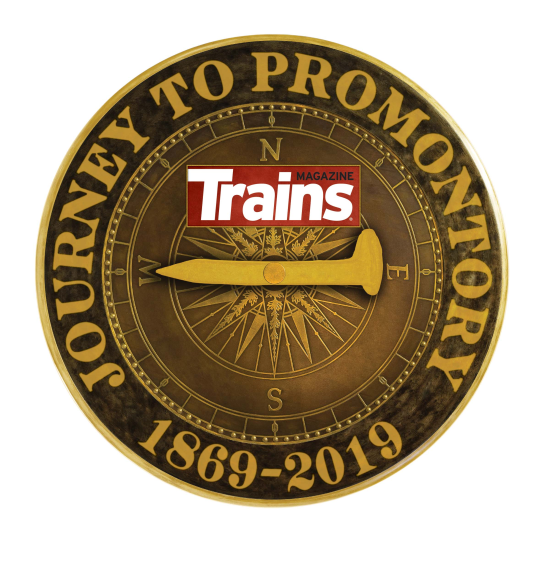 JOURNEY TO PROMONTORY
N
MAGAZINE
Trains
W
E
S
1869-2019